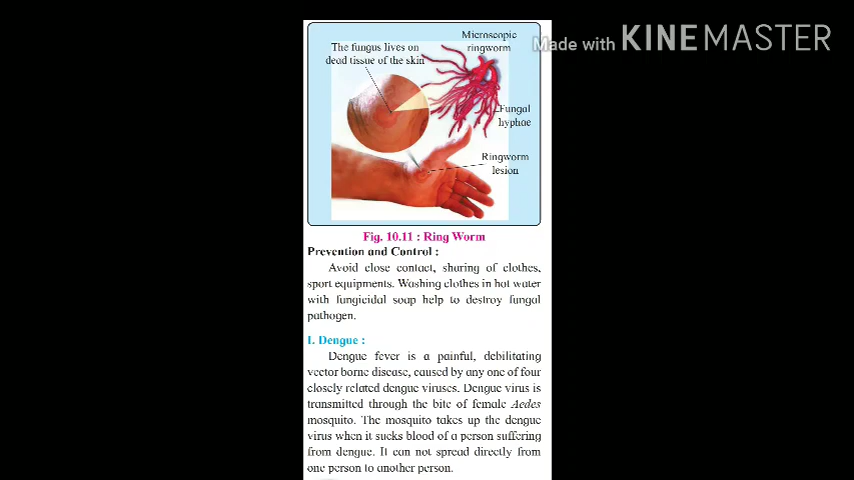 Made with KINEMASTER
Microscopic
ringworm
The fungus lives on
dead tissue of the skin
Fungal
hyphae
Ringworm
lesion
Fig. 10.11 : Ring Worm
Prevention and Control :
Avoid close contact, sharing of clothes,
sport equipments. Washing clothes in hot water
with fungicidal soap help to destroy fungal
pathogen.
I. Dengue :
Dengue fever is a painful, debilitating
vector borne disease, caused by any one of four
closely related dengue viruses. Dengue virus is
transmitted through the bite of female Aedes
mosquito. The mosquito takes up the dengue
virus when it sucks blood of a person suffering
from dengue. It can not spread directly from
one person to another person.